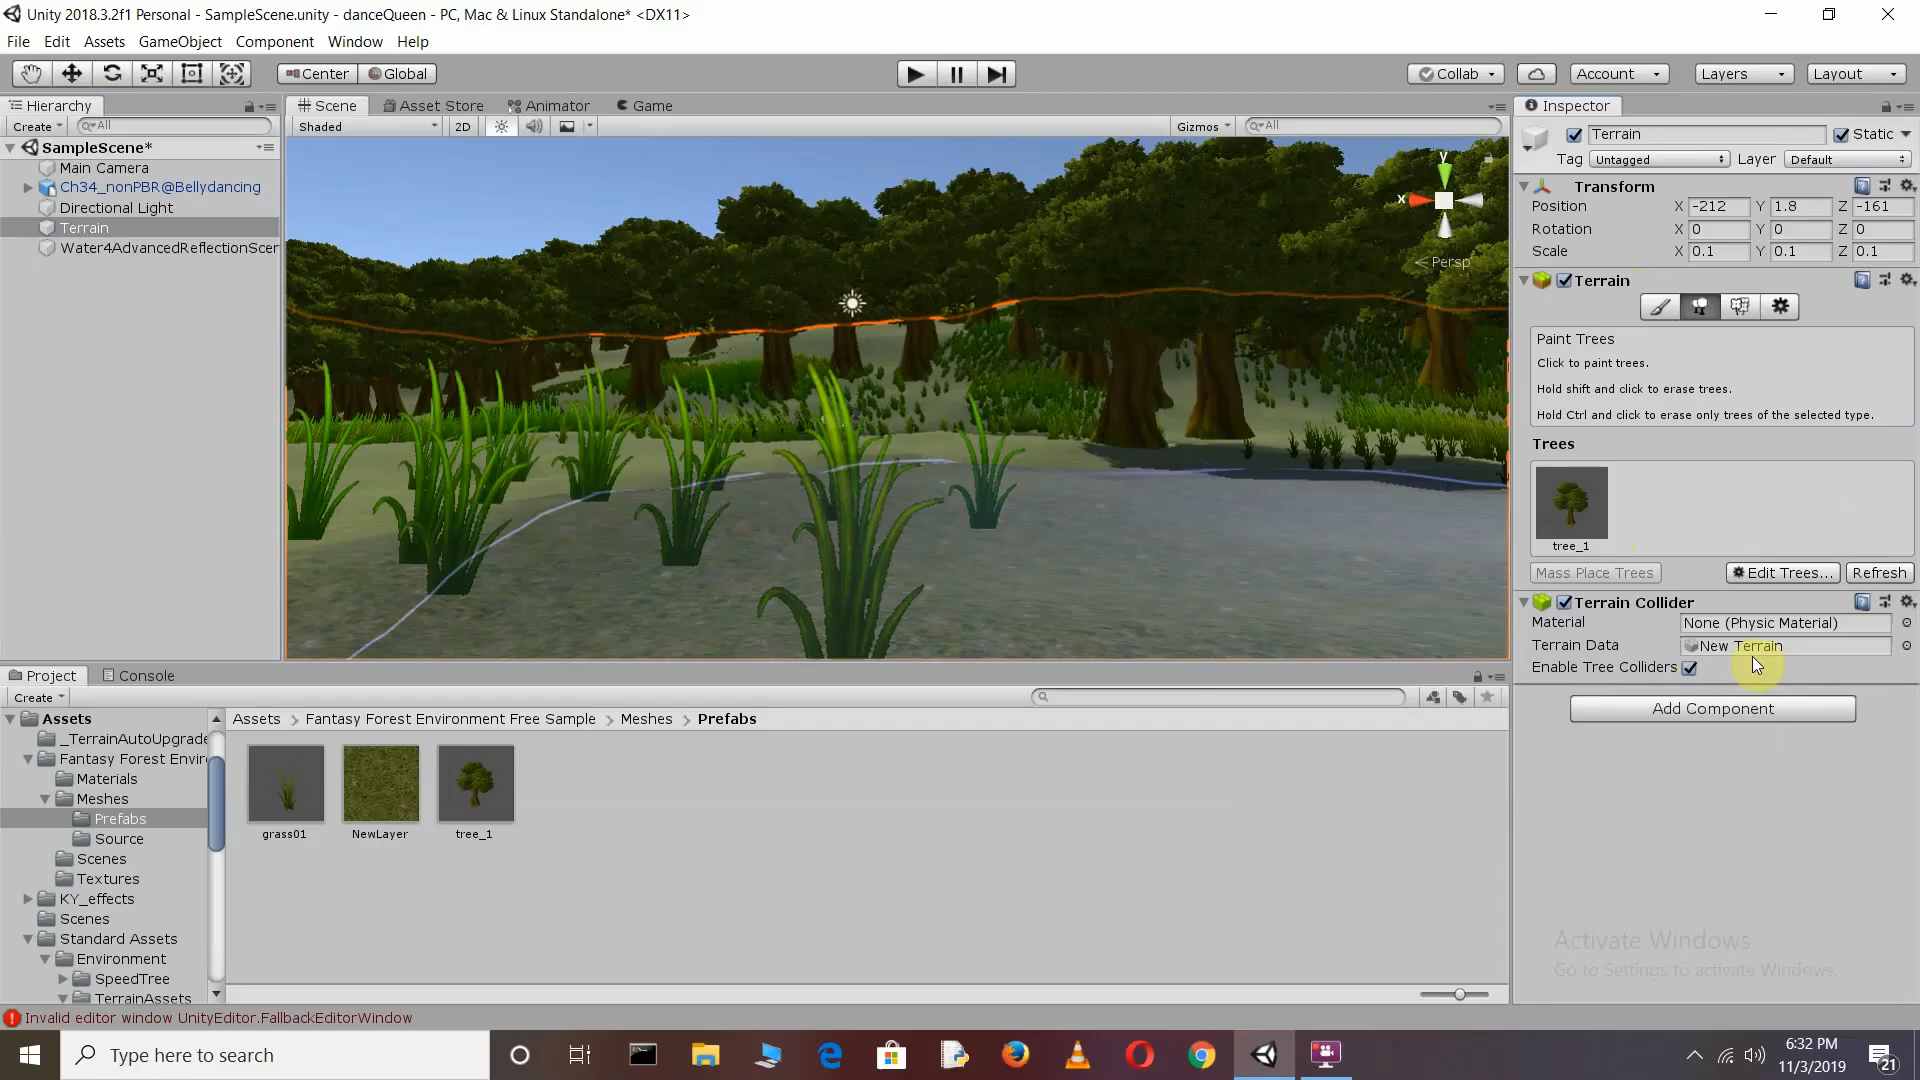 Unity 2018.3.2f1 Personal - SampleScene.unity - danceQueen - PC, Mac & Linux Standalone* <DX11>
File Edit Assets GameObject Component Window Help
Center Global
Collab Account Layers Layout
Hierarchy
Create All
SampleScene*
Main Camera
Ch34_nonPBR@Bellydancing
Directional Light
Terrain
Water4AdvancedReflectionScer
Scene Asset Store Animator Game
Shaded 2D Gizmos All
y
x
Persp
Inspector
Terrain Static
Tag Untagged Layer Default
Transform
Position X -212 Y 1.8 Z -161
Rotation X 0 Y 0 Z 0
Scale X 0.1 Y 0.1 Z 0.1
Terrain
Paint Trees
Click to paint trees.
Hold shift and click to erase trees.
Hold Ctrl and click to erase only trees of the selected type.
Trees
tree_1
Mass Place Trees Edit Trees... Refresh
Terrain Collider
Material None (Physic Material)
Terrain Data New Terrain
Enable Tree Colliders
Add Component
Project Console
Create
Assets
_TerrainAutoUpgrade
Fantasy Forest Envir
Materials
Meshes
Prefabs
Source
Scenes
Textures
KY_effects
Scenes
Standard Assets
Environment
SpeedTree
TerrainAssets
Assets > Fantasy Forest Environment Free Sample > Meshes > Prefabs
grass01 NewLayer tree_1
Activate Windows
Go to Settings to activate Windows.
Invalid editor window UnityEditor.FallbackEditorWindow
Type here to search
6:32 PM
11/3/2019
21